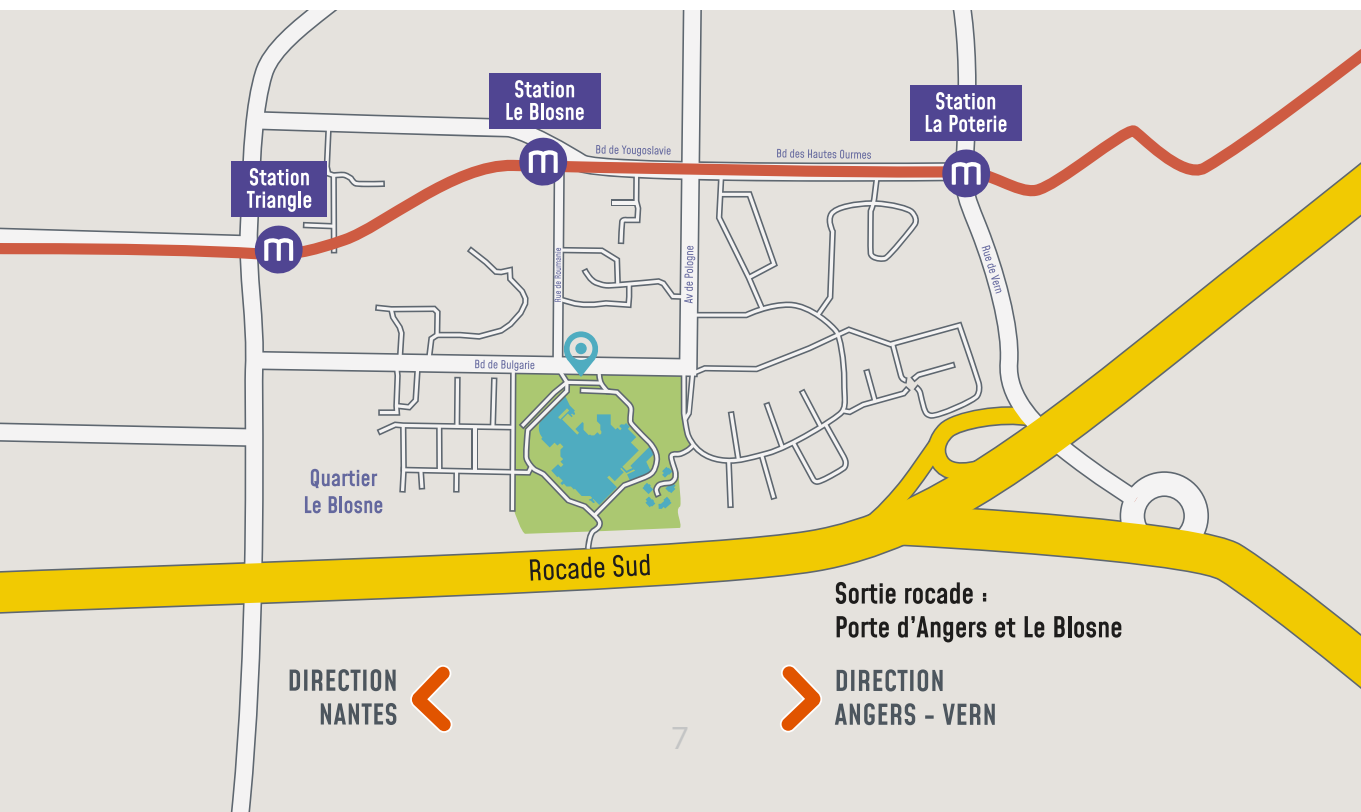 Station
Le Blosne
Station
La Poterie
Bd de Yougoslavie
Bd des Hautes Ourmes
m
m
Station
Triangle
m
Rue de Roumanie
Av de Pologne
Rue de Vern
Bd de Bulgarie
Quartier
Le Blosne
Rocade Sud
Sortie rocade :
Porte d'Angers et Le Blosne
DIRECTION
NANTES
DIRECTION
ANGERS - VERN
7